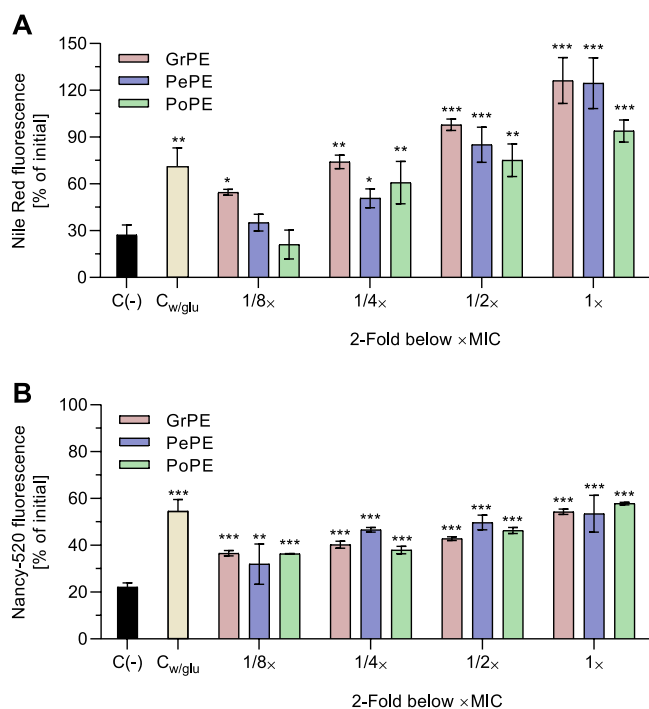 A
150
120
90
60
30
0
Nile Red fluorescence
[% of initial]
GrPE
PePE
PoPE
**
*
**
*
**
***
***
**
***
***
***
C(-)
Cw/glu
1/8×
1/4×
1/2×
1×
2-Fold below ×MIC
B
100
80
60
40
20
0
Nancy-520 fluorescence
[% of initial]
GrPE
PePE
PoPE
***
***
**
***
***
***
***
***
***
***
***
***
***
C(-)
Cw/glu
1/8×
1/4×
1/2×
1×
2-Fold below ×MIC